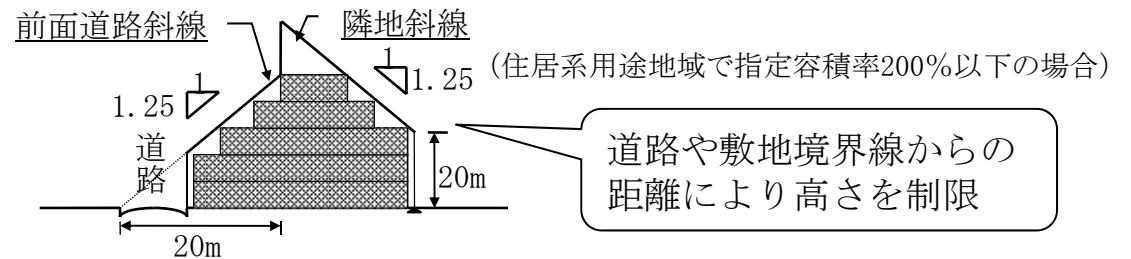 前面道路斜線
隣地斜線
1
1.25
1
1.25
(住居系用途地域で指定容積率200%以下の場合)
道路
道路や敷地境界線からの
距離により高さを制限
20m
20m